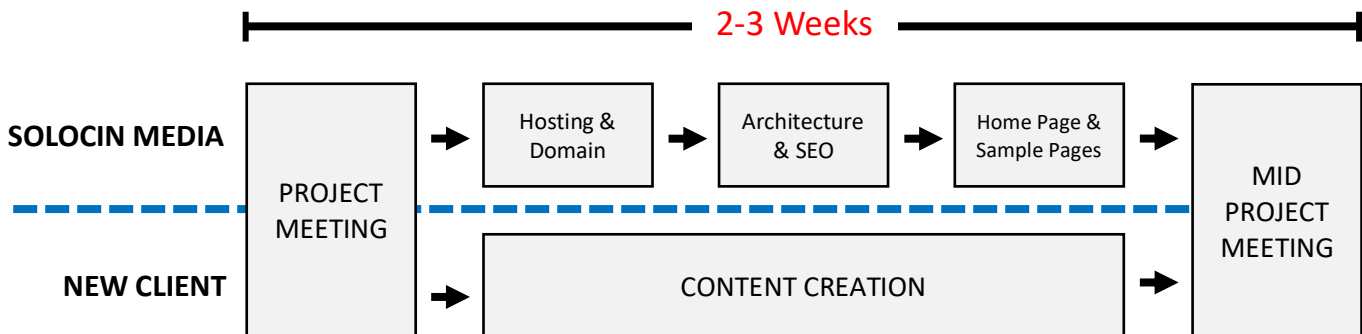 2-3 Weeks
SOLOCIN MEDIA
PROJECT
MEETING
Hosting &
Domain
Architecture
& SEO
Home Page &
Sample Pages
MID
PROJECT
MEETING
NEW CLIENT
CONTENT CREATION